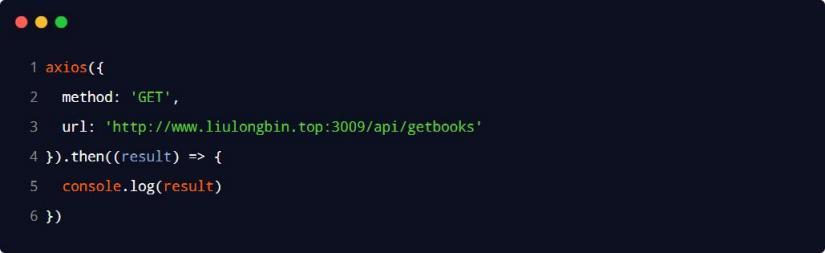 1 axios({
2   method: 'GET',
3   url: 'http://www.liulongbin.top:3009/api/getbooks'
4 }).then((result) => {
5   console.log(result)
6 })